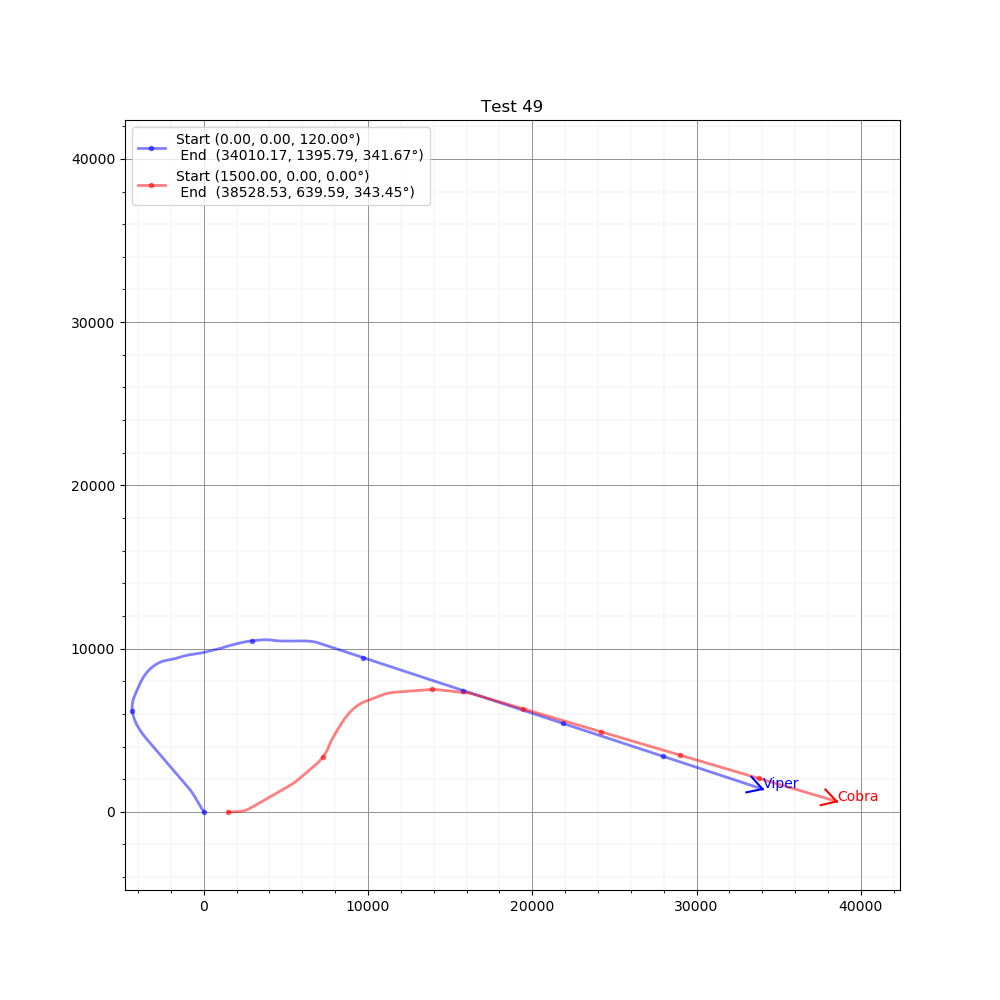 Test 49
Start (0.00, 0.00, 120.00°)
End  (34010.17, 1395.79, 341.67°)
Start (1500.00, 0.00, 0.00°)
End  (38528.53, 639.59, 343.45°)
40000
30000
20000
10000
0
Viper
Cobra
0 10000 20000 30000 40000